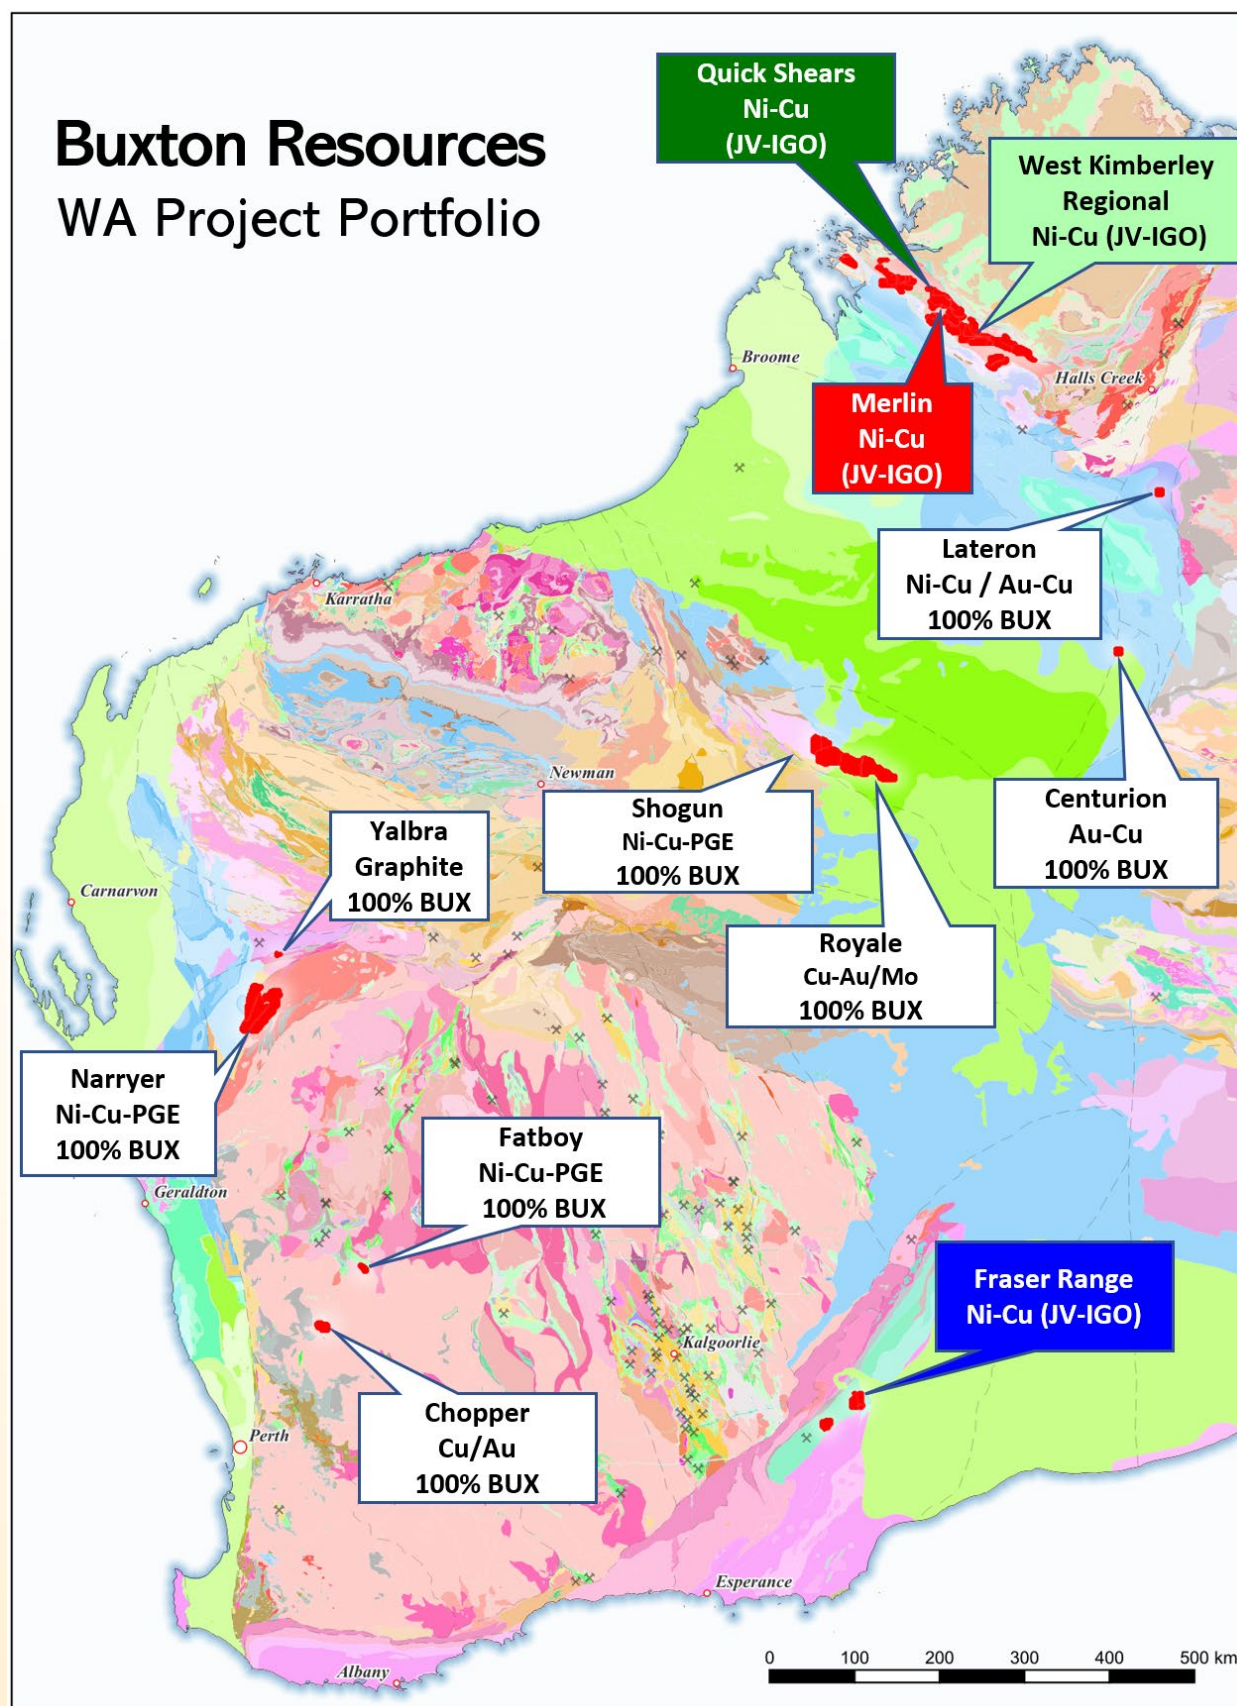 Buxton Resources
WA Project Portfolio
Quick Shears
Ni-Cu
(JV-IGO)
West Kimberley
Regional
Ni-Cu (JV-IGO)
Broome
Halls Creek
Merlin
Ni-Cu
(JV-IGO)
Lateron
Ni-Cu / Au-Cu
100% BUX
Karratha
Newman
Shogun
Ni-Cu-PGE
100% BUX
Centurion
Au-Cu
100% BUX
Yalbra
Graphite
100% BUX
Carnarvon
Royale
Cu-Au/Mo
100% BUX
Narryer
Ni-Cu-PGE
100% BUX
Geraldton
Fatboy
Ni-Cu-PGE
100% BUX
Fraser Range
Ni-Cu (JV-IGO)
Kalgoorlie
Chopper
Cu/Au
100% BUX
Perth
Esperance
Albany
0 100 200 300 400 500 km